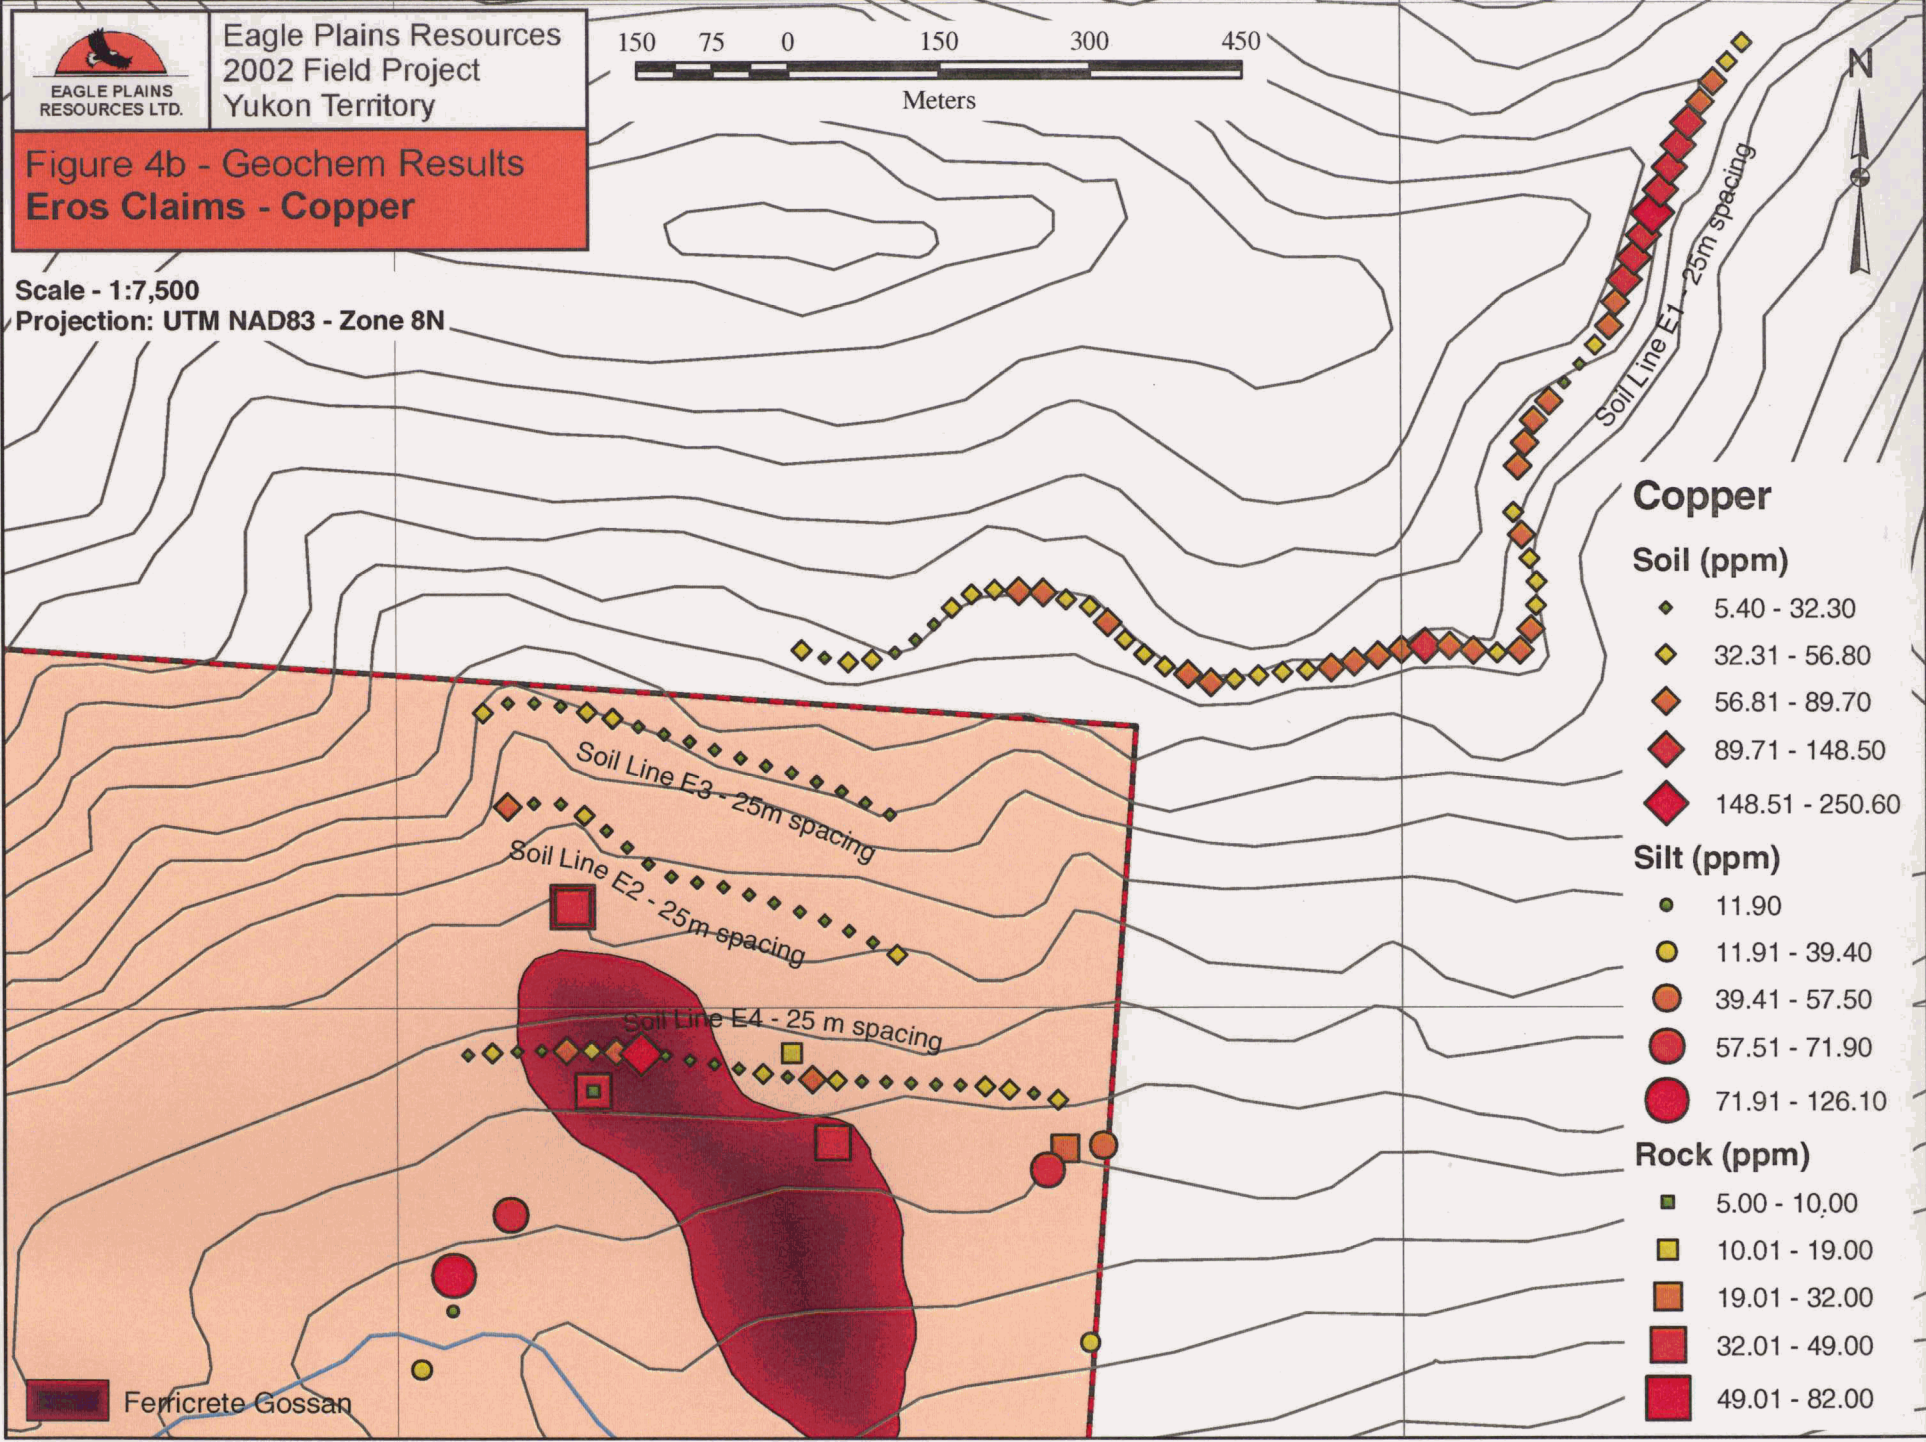 EAGLE PLAINS
RESOURCES LTD.
Eagle Plains Resources
2002 Field Project
Yukon Territory
Figure 4b - Geochem Results
Eros Claims - Copper
Scale - 1:7,500
Projection: UTM NAD83 - Zone 8N
150 75 0 150 300 450
Meters
N
Soil Line E1 - 25m spacing
Soil Line E3 - 25m spacing
Soil Line E2 - 25m spacing
Soil Line E4 - 25 m spacing
Ferricrete Gossan
Copper
Soil (ppm)
5.40 - 32.30
32.31 - 56.80
56.81 - 89.70
89.71 - 148.50
148.51 - 250.60
Silt (ppm)
11.90
11.91 - 39.40
39.41 - 57.50
57.51 - 71.90
71.91 - 126.10
Rock (ppm)
5.00 - 10.00
10.01 - 19.00
19.01 - 32.00
32.01 - 49.00
49.01 - 82.00